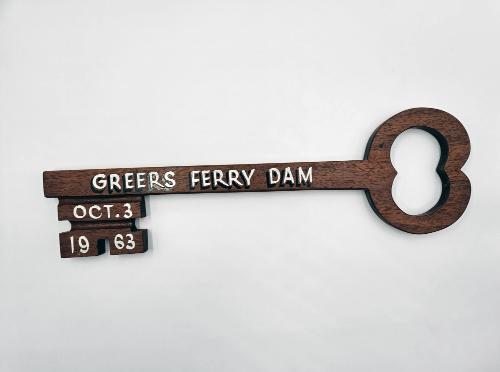 GREERS FERRY DAM
OCT. 3
19 63